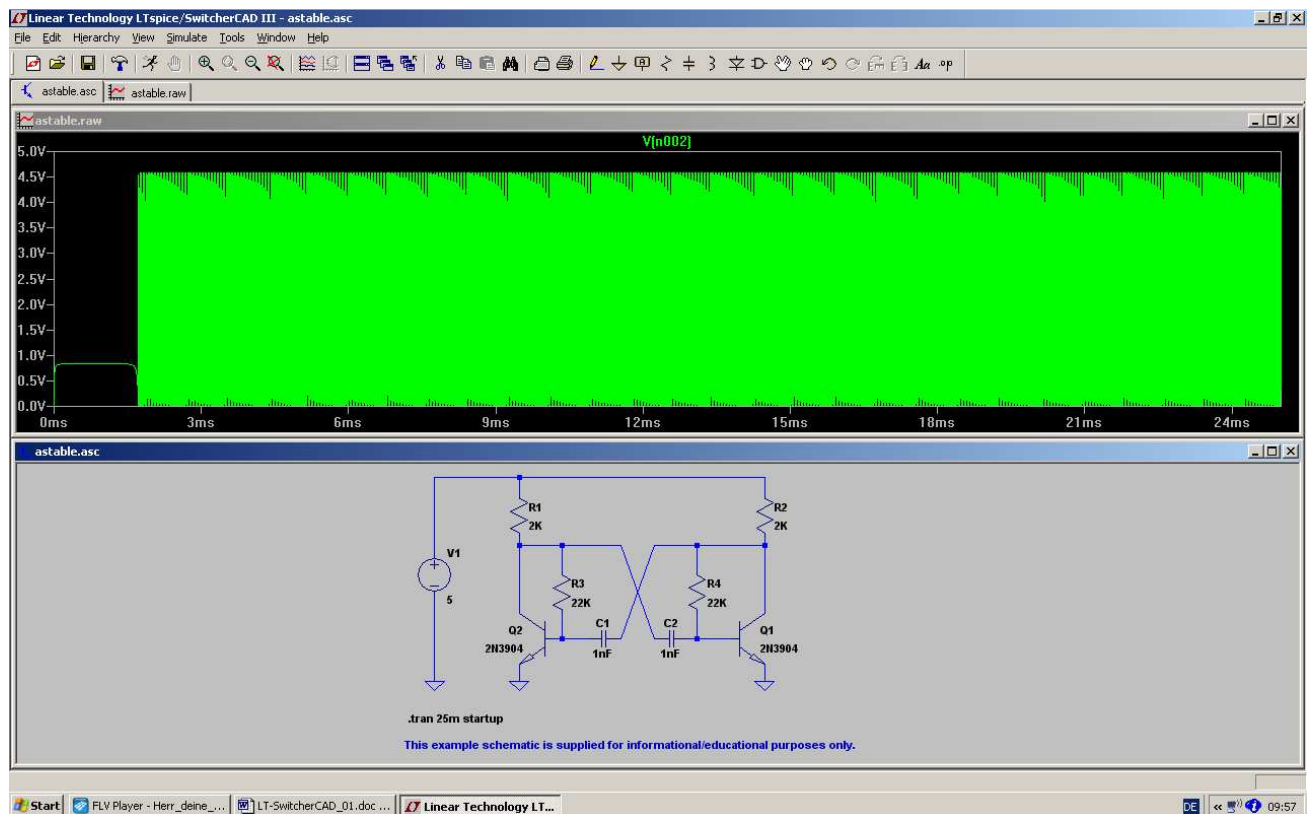 Linear Technology LTspice/SwitcherCAD III - astable.asc
File Edit Hierarchy View Simulate Tools Window Help
Aa .op
astable.asc astable.raw
astable.raw
V(n002)
5.0V
4.5V
4.0V
3.5V
3.0V
2.5V
2.0V
1.5V
1.0V
0.5V
0.0V
0ms 3ms 6ms 9ms 12ms 15ms 18ms 21ms 24ms
astable.asc
R1
2K
R2
2K
V1
5
R3
22K
R4
22K
Q2
2N3904
C1
1nF
C2
1nF
Q1
2N3904
.tran 25m startup
This example schematic is supplied for informational/educational purposes only.
Start FLV Player - Herr_deine_... LT-SwitcherCAD_01.doc ... Linear Technology LT... DE « 09:57